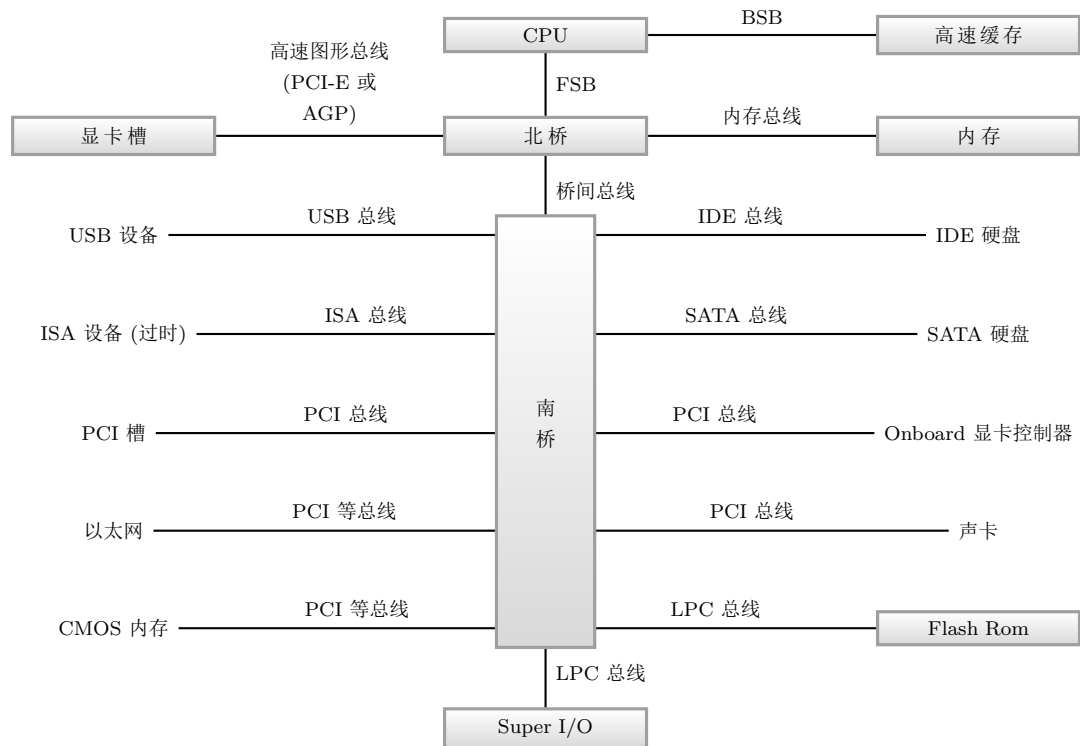 BSB
CPU
高速缓存
高速图形总线
(PCI-E 或
AGP)
FSB
显卡槽
北桥
内存总线
内存
桥间总线
USB 总线
IDE 总线
USB 设备
IDE 硬盘
ISA 总线
SATA 总线
ISA 设备 (过时)
SATA 硬盘
南
桥
PCI 总线
PCI 总线
PCI 槽
Onboard 显卡控制器
PCI 等总线
PCI 总线
以太网
声卡
PCI 等总线
LPC 总线
CMOS 内存
Flash Rom
LPC 总线
Super I/O